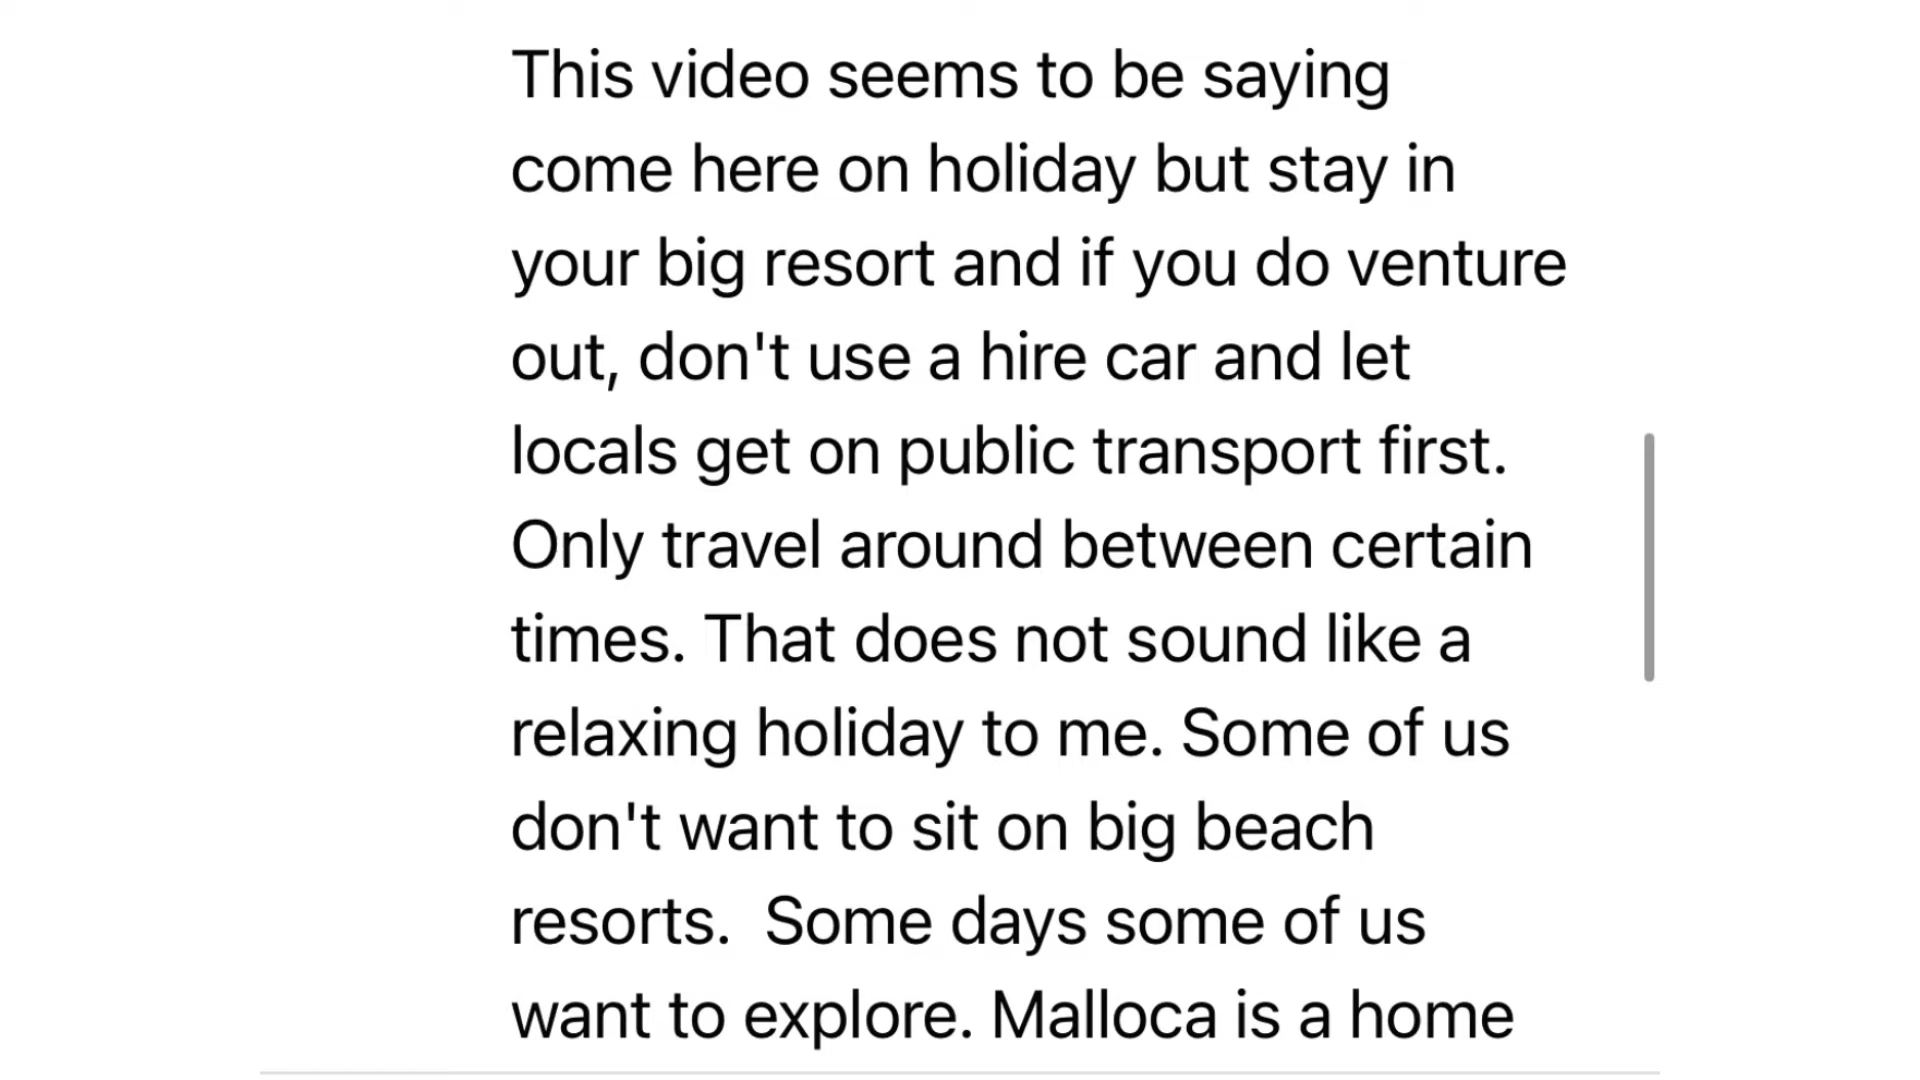 This video seems to be saying
come here on holiday but stay in
your big resort and if you do venture
out, don't use a hire car and let
locals get on public transport first.
Only travel around between certain
times. That does not sound like a
relaxing holiday to me. Some of us
don't want to sit on big beach
resorts.  Some days some of us
want to explore. Malloca is a home